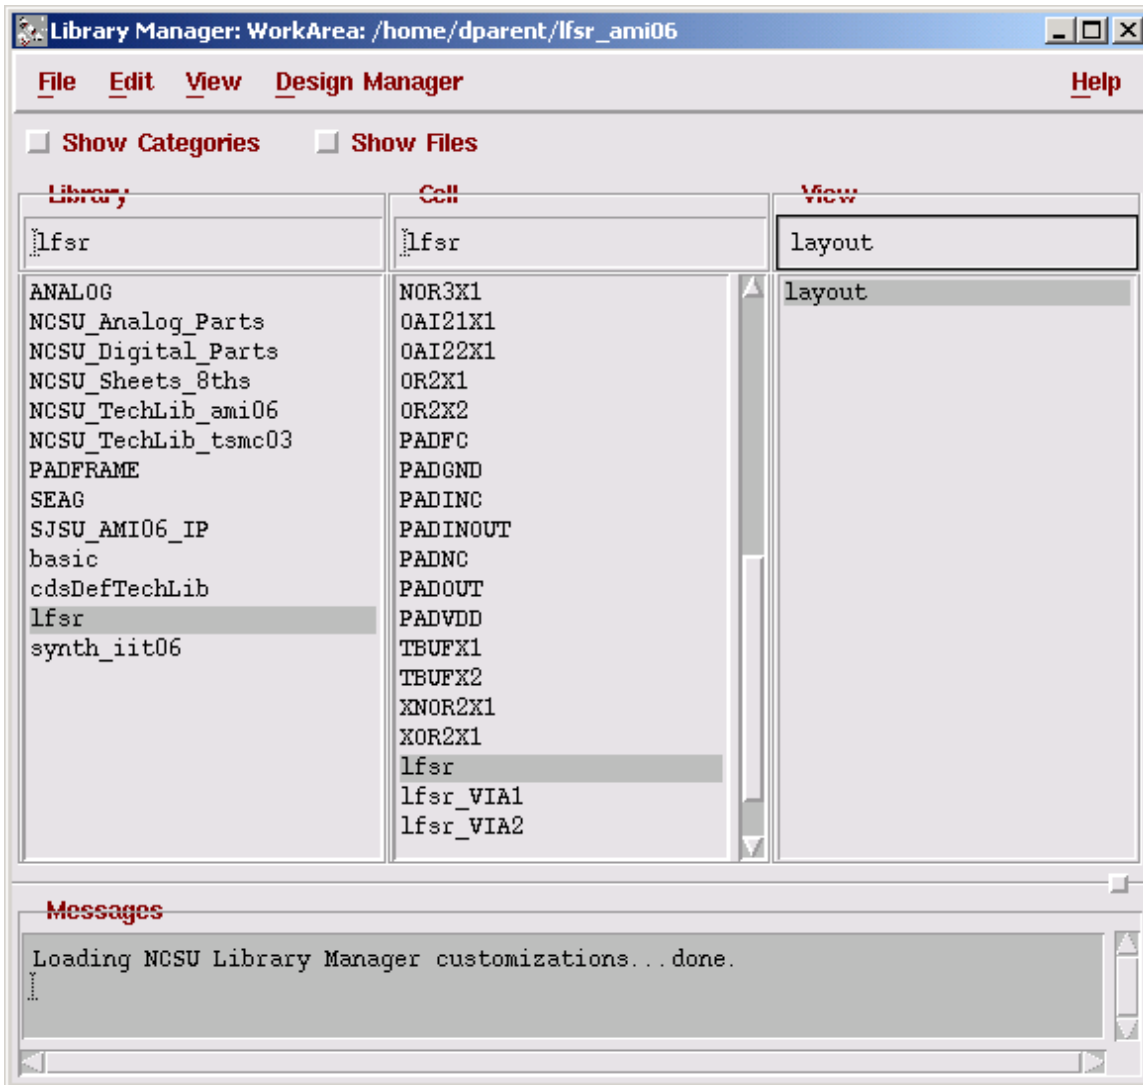 Library Manager: WorkArea: /home/dparent/lfsr_ami06
File Edit View Design Manager Help
Show Categories Show Files
Library Cell View
lfsr lfsr layout
ANALOG
NCSU_Analog_Parts
NCSU_Digital_Parts
NCSU_Sheets_8ths
NCSU_TechLib_ami06
NCSU_TechLib_tsmc03
PADFRAME
SEAG
SJSU_AMI06_IP
basic
cdsDefTechLib
lfsr
synth_iit06
NOR3X1
OAI21X1
OAI22X1
OR2X1
OR2X2
PADFC
PADGND
PADINC
PADINOUT
PADNC
PADOUT
PADVDD
TBUFX1
TBUFX2
XNOR2X1
XOR2X1
lfsr
lfsr_VIA1
lfsr_VIA2
layout
Messages
Loading NCSU Library Manager customizations...done.